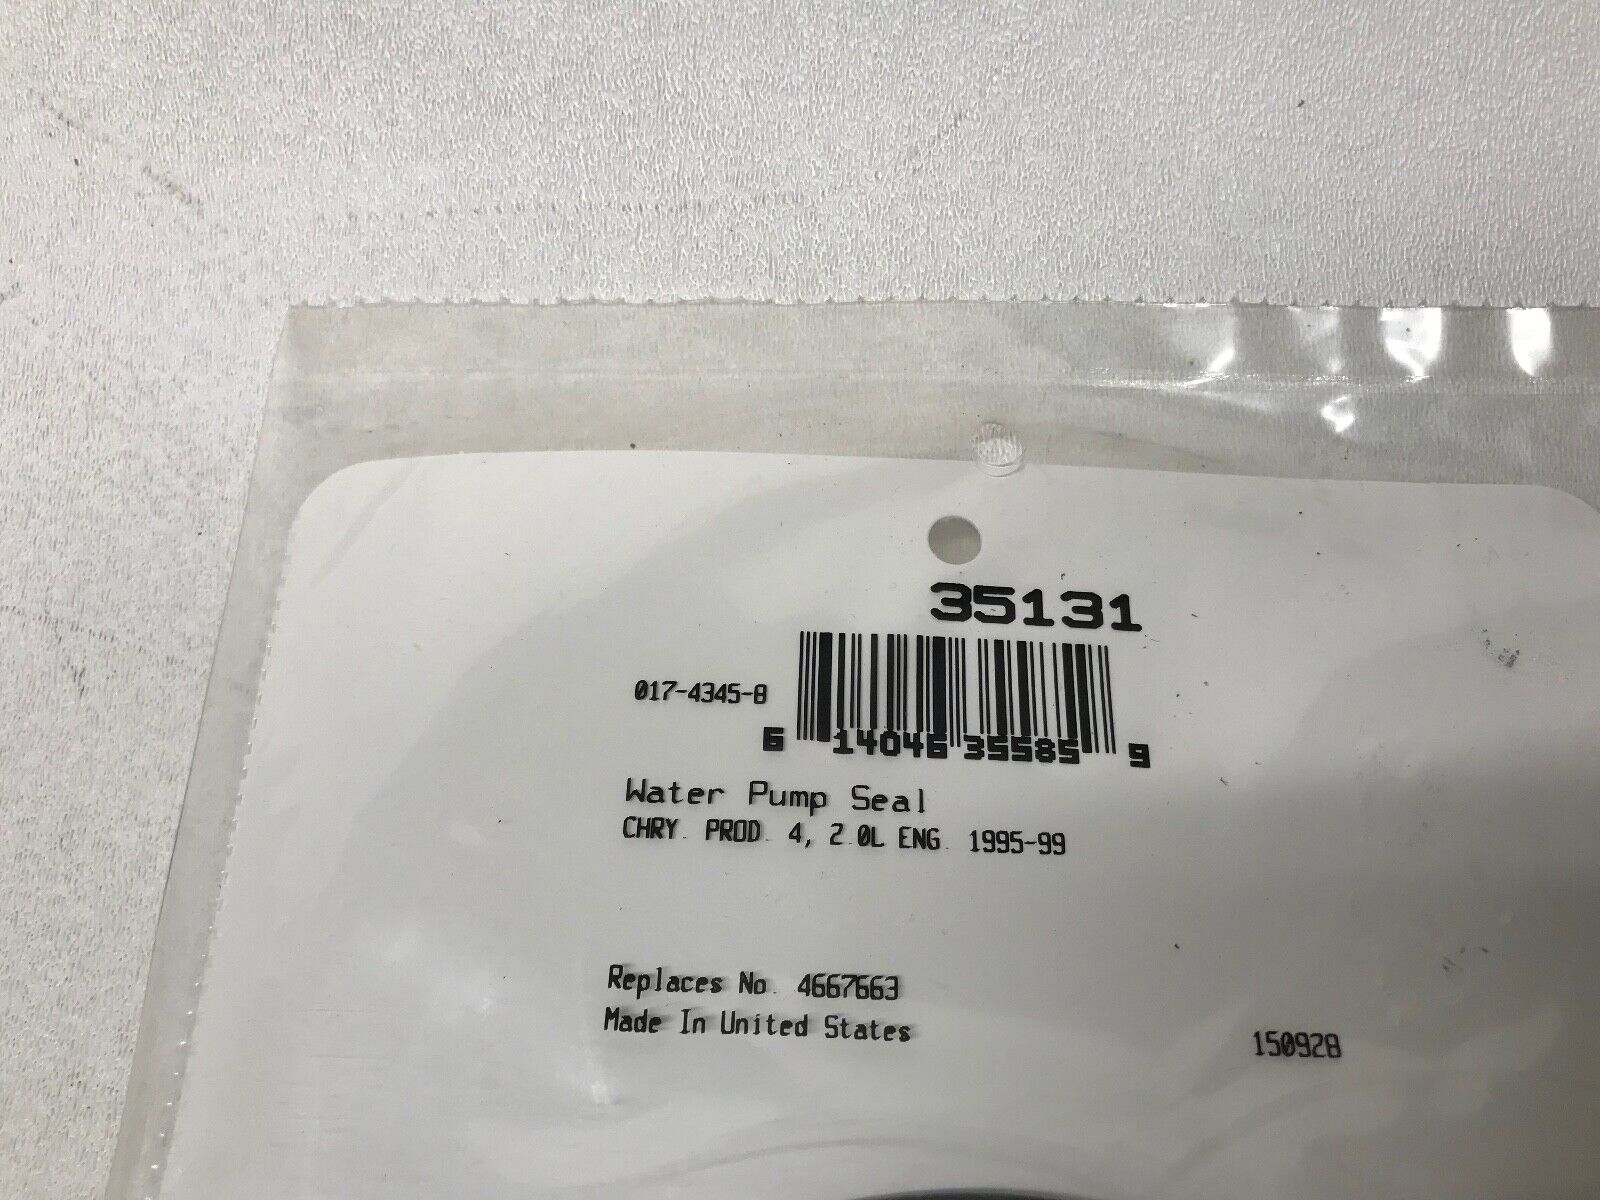 35131
017-4345-8
6 14046 35585 9
Water Pump Seal
CHRY. PROD. 4, 2.0L ENG. 1995-99
Replaces No. 4667663
Made In United States
150928